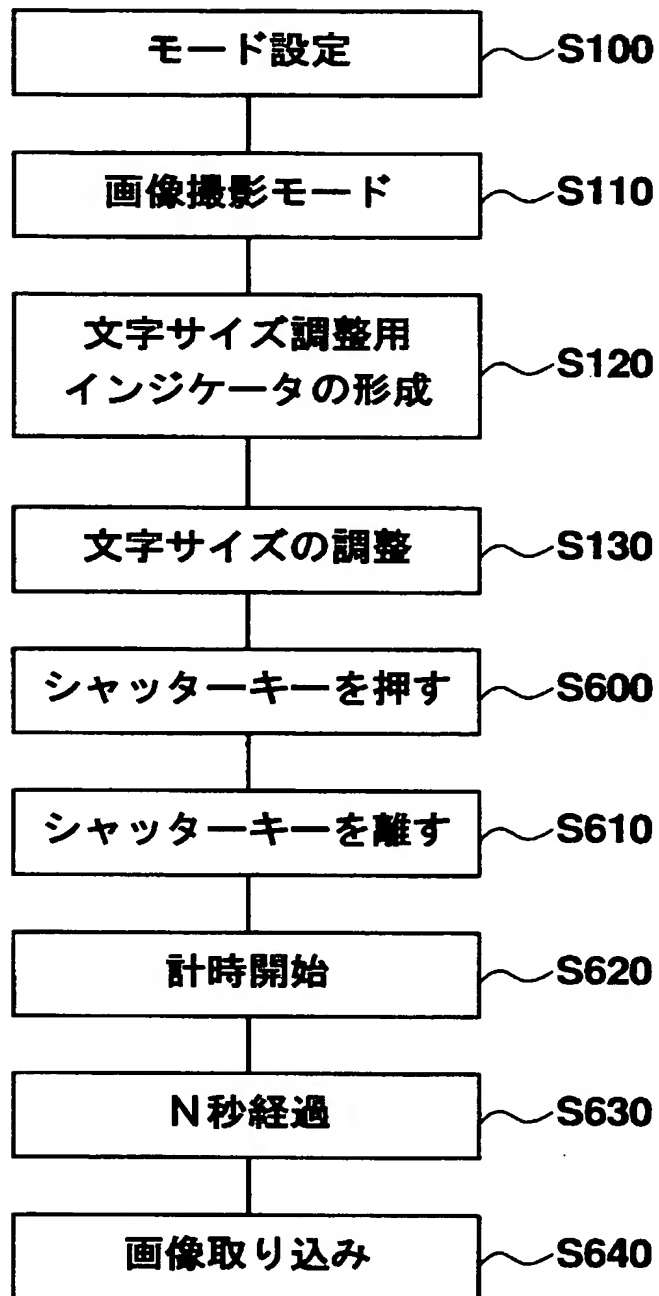 モード設定
S100
画像撮影モード
S110
文字サイズ調整用
インジケータの形成
S120
文字サイズの調整
S130
シャッターキーを押す
S600
シャッターキーを離す
S610
計時開始
S620
N秒経過
S630
画像取り込み
S640